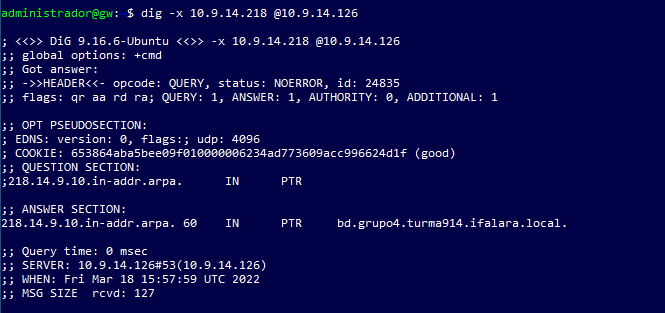 administrador@gw:~$ dig -x 10.9.14.218 @10.9.14.126
; <<>> DiG 9.16.6-Ubuntu <<>> -x 10.9.14.218 @10.9.14.126
;; global options: +cmd
;; Got answer:
;; ->>HEADER<<- opcode: QUERY, status: NOERROR, id: 24835
;; flags: qr aa rd ra; QUERY: 1, ANSWER: 1, AUTHORITY: 0, ADDITIONAL: 1
;; OPT PSEUDOSECTION:
; EDNS: version: 0, flags:; udp: 4096
; COOKIE: 653864aba5bee09f010000006234ad773609acc996624d1f (good)
;; QUESTION SECTION:
;218.14.9.10.in-addr.arpa. IN PTR
;; ANSWER SECTION:
218.14.9.10.in-addr.arpa. 60 IN PTR bd.grupo4.turma914.ifalara.local.
;; Query time: 0 msec
;; SERVER: 10.9.14.126#53(10.9.14.126)
;; WHEN: Fri Mar 18 15:57:59 UTC 2022
;; MSG SIZE rcvd: 127